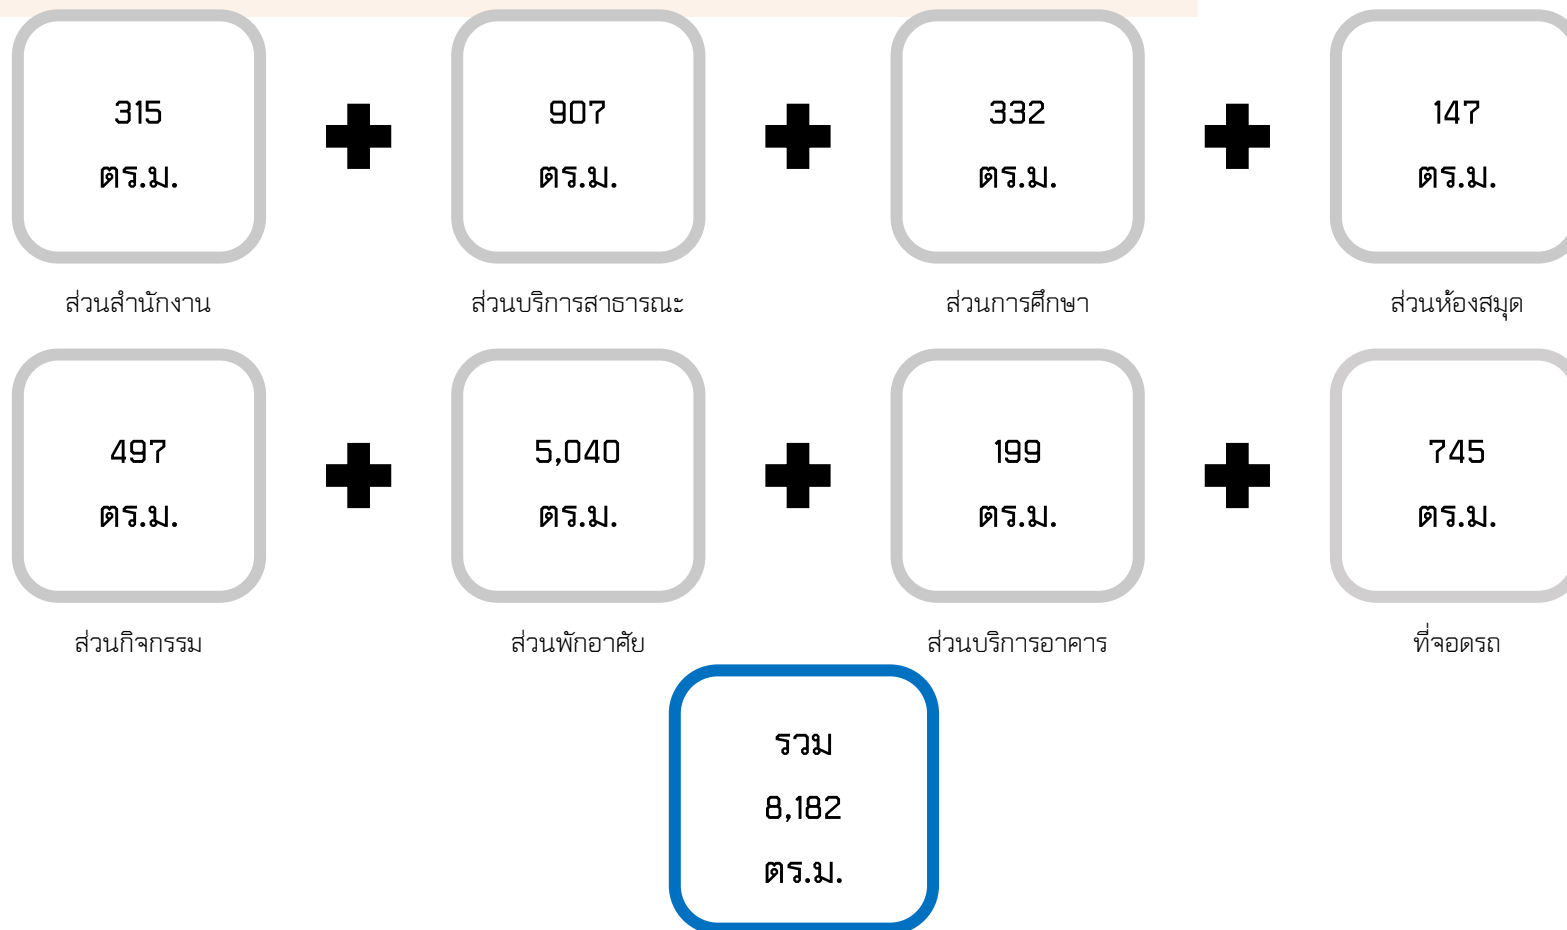 315
ตร.ม.
907
ตร.ม.
332
ตร.ม.
147
ตร.ม.
ส่วนสำนักงาน
ส่วนบริการสาธารณะ
ส่วนการศึกษา
ส่วนห้องสมุด
497
ตร.ม.
5,040
ตร.ม.
199
ตร.ม.
745
ตร.ม.
ส่วนกิจกรรม
ส่วนพักอาศัย
ส่วนบริการอาคาร
ที่จอดรถ
รวม
8,182
ตร.ม.